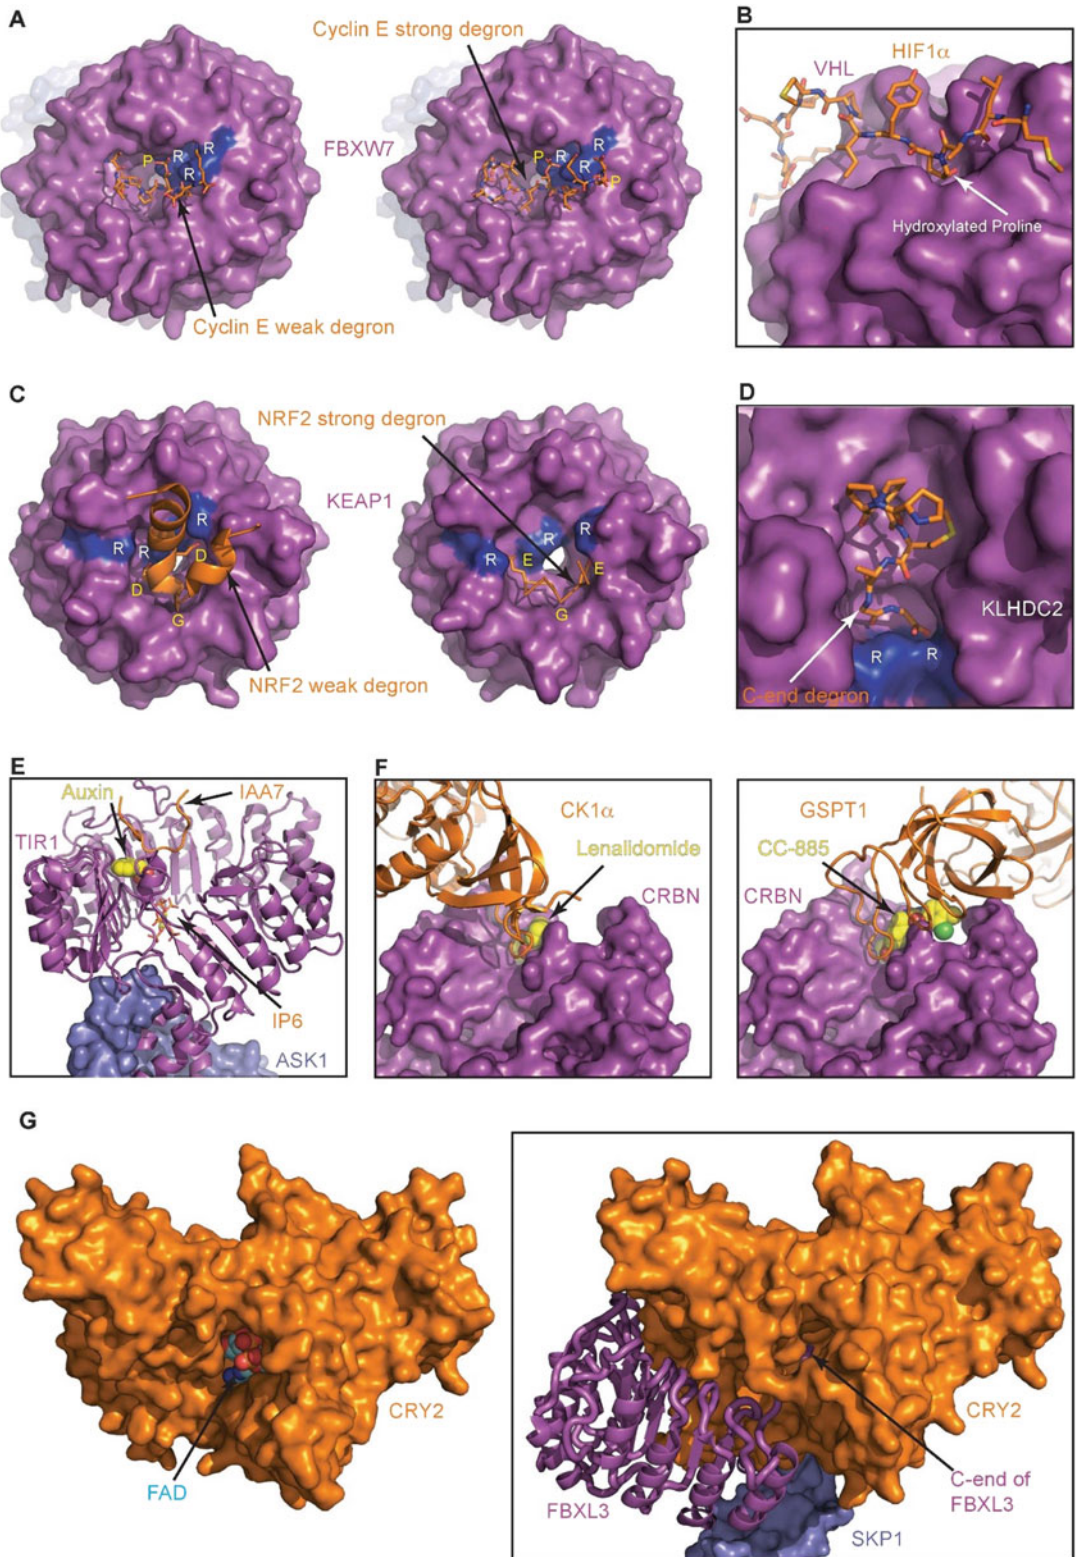 A
Cyclin E strong degron
FBXW7
P
R
R
R
P
R
R
R
P
Cyclin E weak degron
B
VHL
HIF1α
Hydroxylated Proline
C
NRF2 strong degron
KEAP1
R
R
R
D
D
G
R
R
R
E
E
G
NRF2 weak degron
D
KLHDC2
R
R
C-end degron
E
Auxin
IAA7
TIR1
IP6
ASK1
F
CK1α
Lenalidomide
CRBN
GSPT1
CC-885
CRBN
G
CRY2
FAD
CRY2
C-end of
FBXL3
FBXL3
SKP1